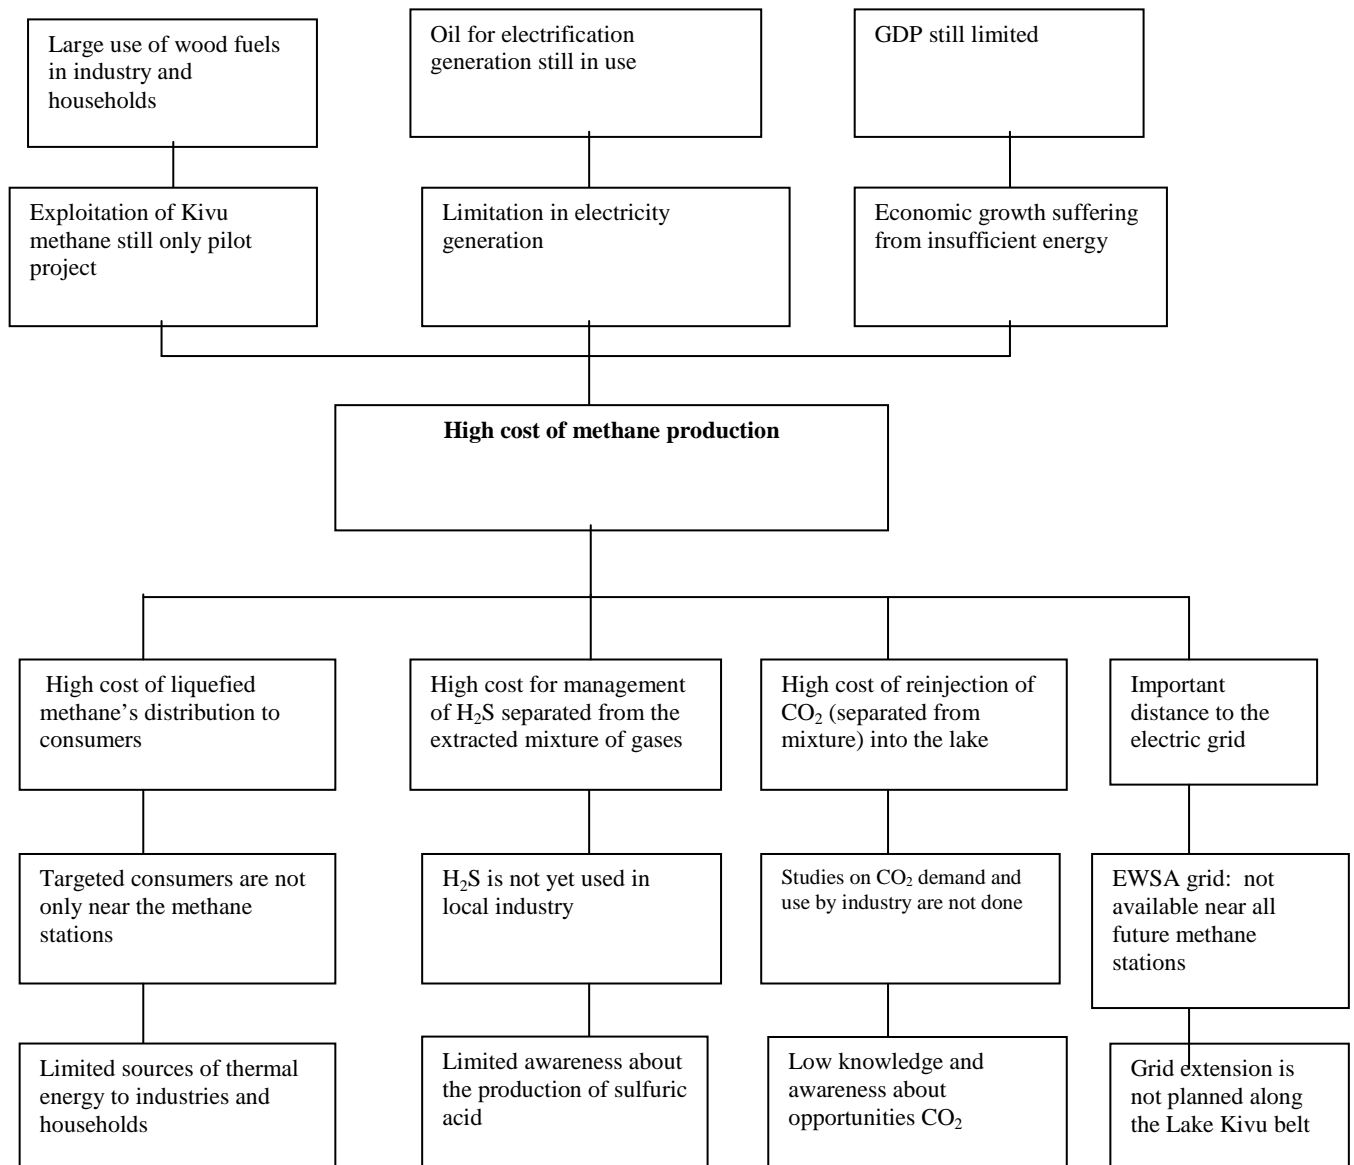 Large use of wood fuels
in industry and
households
Oil for electrification
generation still in use
GDP still limited
Exploitation of Kivu
methane still only pilot
project
Limitation in electricity
generation
Economic growth suffering
from insufficient energy
High cost of methane production
High cost of liquefied
methane’s distribution to
consumers
High cost for management
of H₂S separated from the
extracted mixture of gases
High cost of reinjection of
CO₂ (separated from
mixture) into the lake
Important
distance to the
electric grid
Targeted consumers are not
only near the methane
stations
H₂S is not yet used in
local industry
Studies on CO₂ demand and
use by industry are not done
EWSA grid: not
available near all
future methane
stations
Limited sources of thermal
energy to industries and
households
Limited awareness about
the production of sulfuric
acid
Low knowledge and
awareness about
opportunities CO₂
Grid extension is
not planned along
the Lake Kivu belt